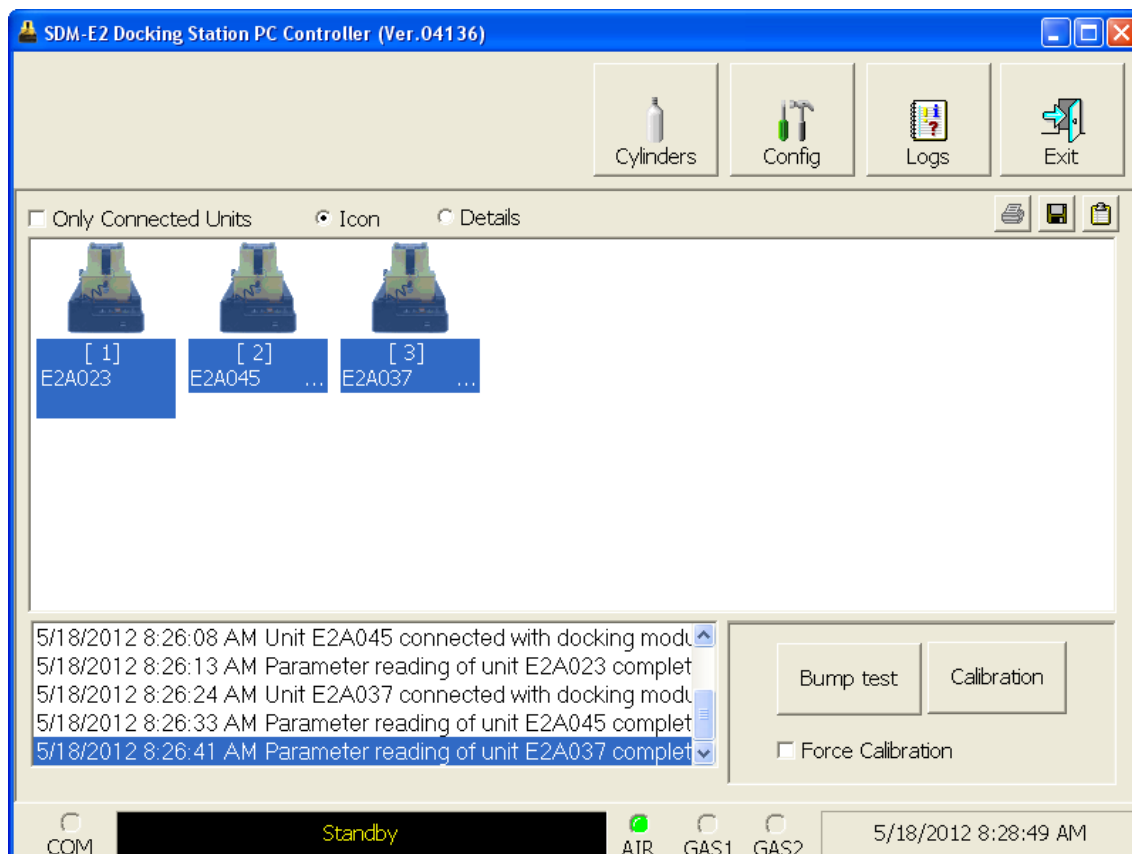 SDM-E2 Docking Station PC Controller (Ver.04136)
Cylinders
Config
Logs
Exit
Only Connected Units
Icon
Details
[ 1]
E2A023
[ 2]
E2A045 ...
[ 3]
E2A037 ...
5/18/2012 8:26:08 AM Unit E2A045 connected with docking modu
5/18/2012 8:26:13 AM Parameter reading of unit E2A023 complet
5/18/2012 8:26:24 AM Unit E2A037 connected with docking modu
5/18/2012 8:26:33 AM Parameter reading of unit E2A045 complet
5/18/2012 8:26:41 AM Parameter reading of unit E2A037 complet
Bump test
Calibration
Force Calibration
COM
Standby
AIR
GAS1
GAS2
5/18/2012 8:28:49 AM